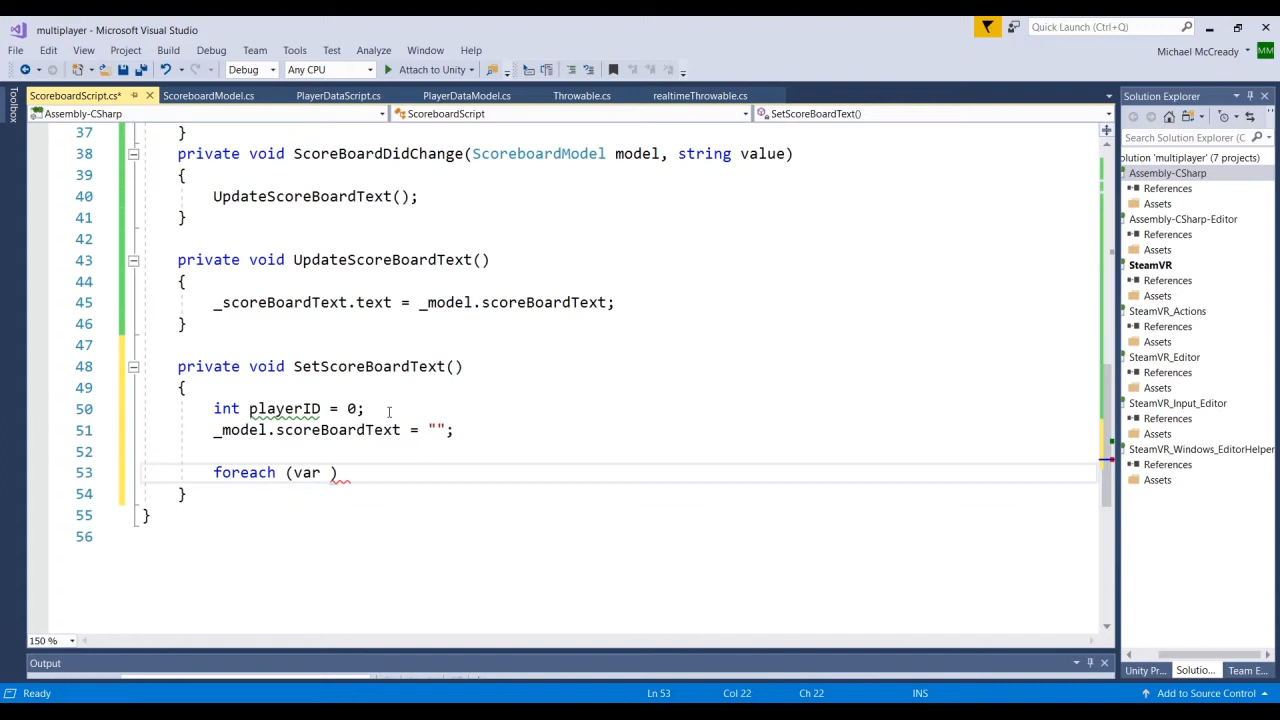 multiplayer - Microsoft Visual Studio
Quick Launch (Ctrl+Q)
File Edit View Project Build Debug Team Tools Test Analyze Window Help
Michael McCready MM
Debug Any CPU Attach to Unity
ScoreboardScript.cs* ScoreboardModel.cs PlayerDataScript.cs PlayerDataModel.cs Throwable.cs realtimeThrowable.cs
Assembly-CSharp ScoreboardScript SetScoreBoardText()
Toolbox
37 }
38 private void ScoreBoardDidChange(ScoreboardModel model, string value)
39 {
40 UpdateScoreBoardText();
41 }
42
43 private void UpdateScoreBoardText()
44 {
45 _scoreBoardText.text = _model.scoreBoardText;
46 }
47
48 private void SetScoreBoardText()
49 {
50 int playerID = 0;
51 _model.scoreBoardText = "";
52
53 foreach (var )
54 }
55 }
56
150 %
Output
Solution Explorer
Search Solution Explorer (C
olution 'multiplayer' (7 projects)
Assembly-CSharp
References
Assets
Assembly-CSharp-Editor
References
Assets
SteamVR
References
Assets
SteamVR_Actions
References
Assets
SteamVR_Editor
References
Assets
SteamVR_Input_Editor
References
Assets
SteamVR_Windows_EditorHelper
References
Assets
Unity Pr... Solutio... Team E...
Ready Ln 53 Col 22 Ch 22 INS Add to Source Control